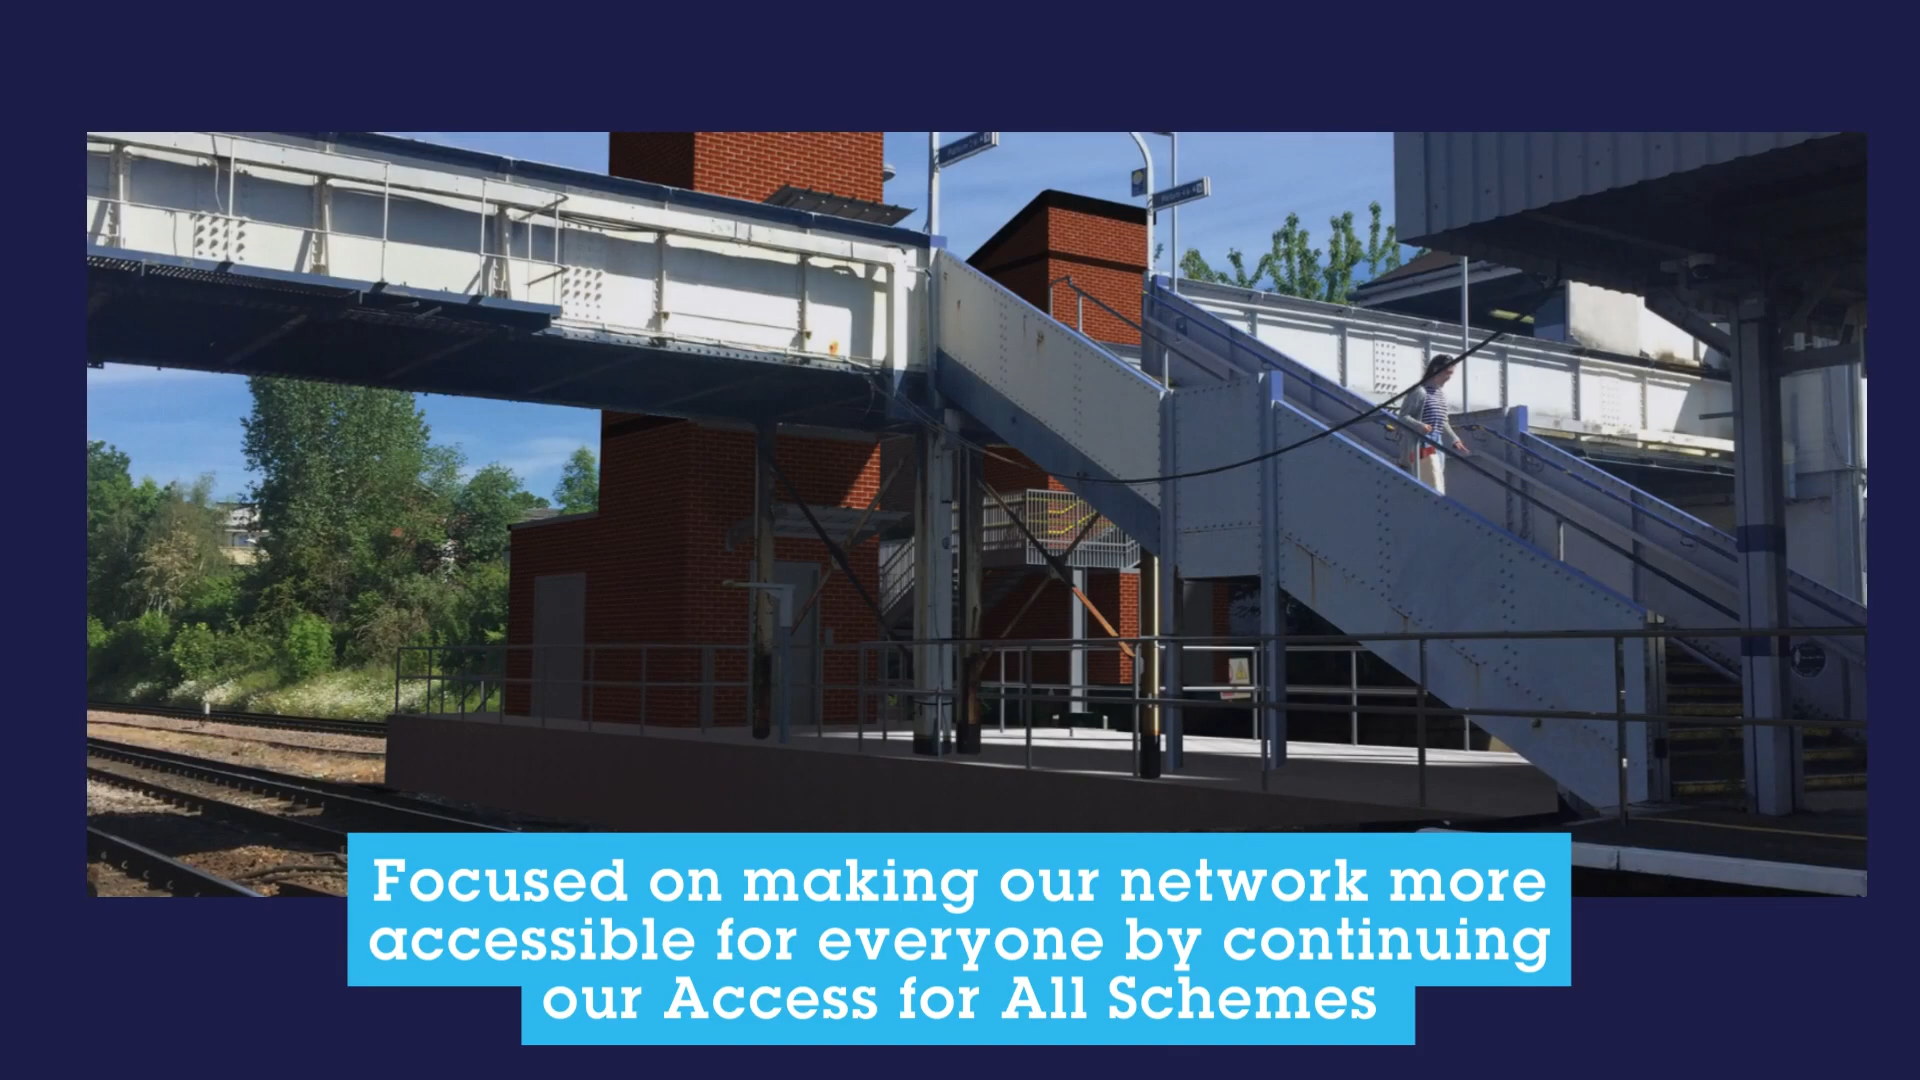 Focused on making our network more
accessible for everyone by continuing
our Access for All Schemes